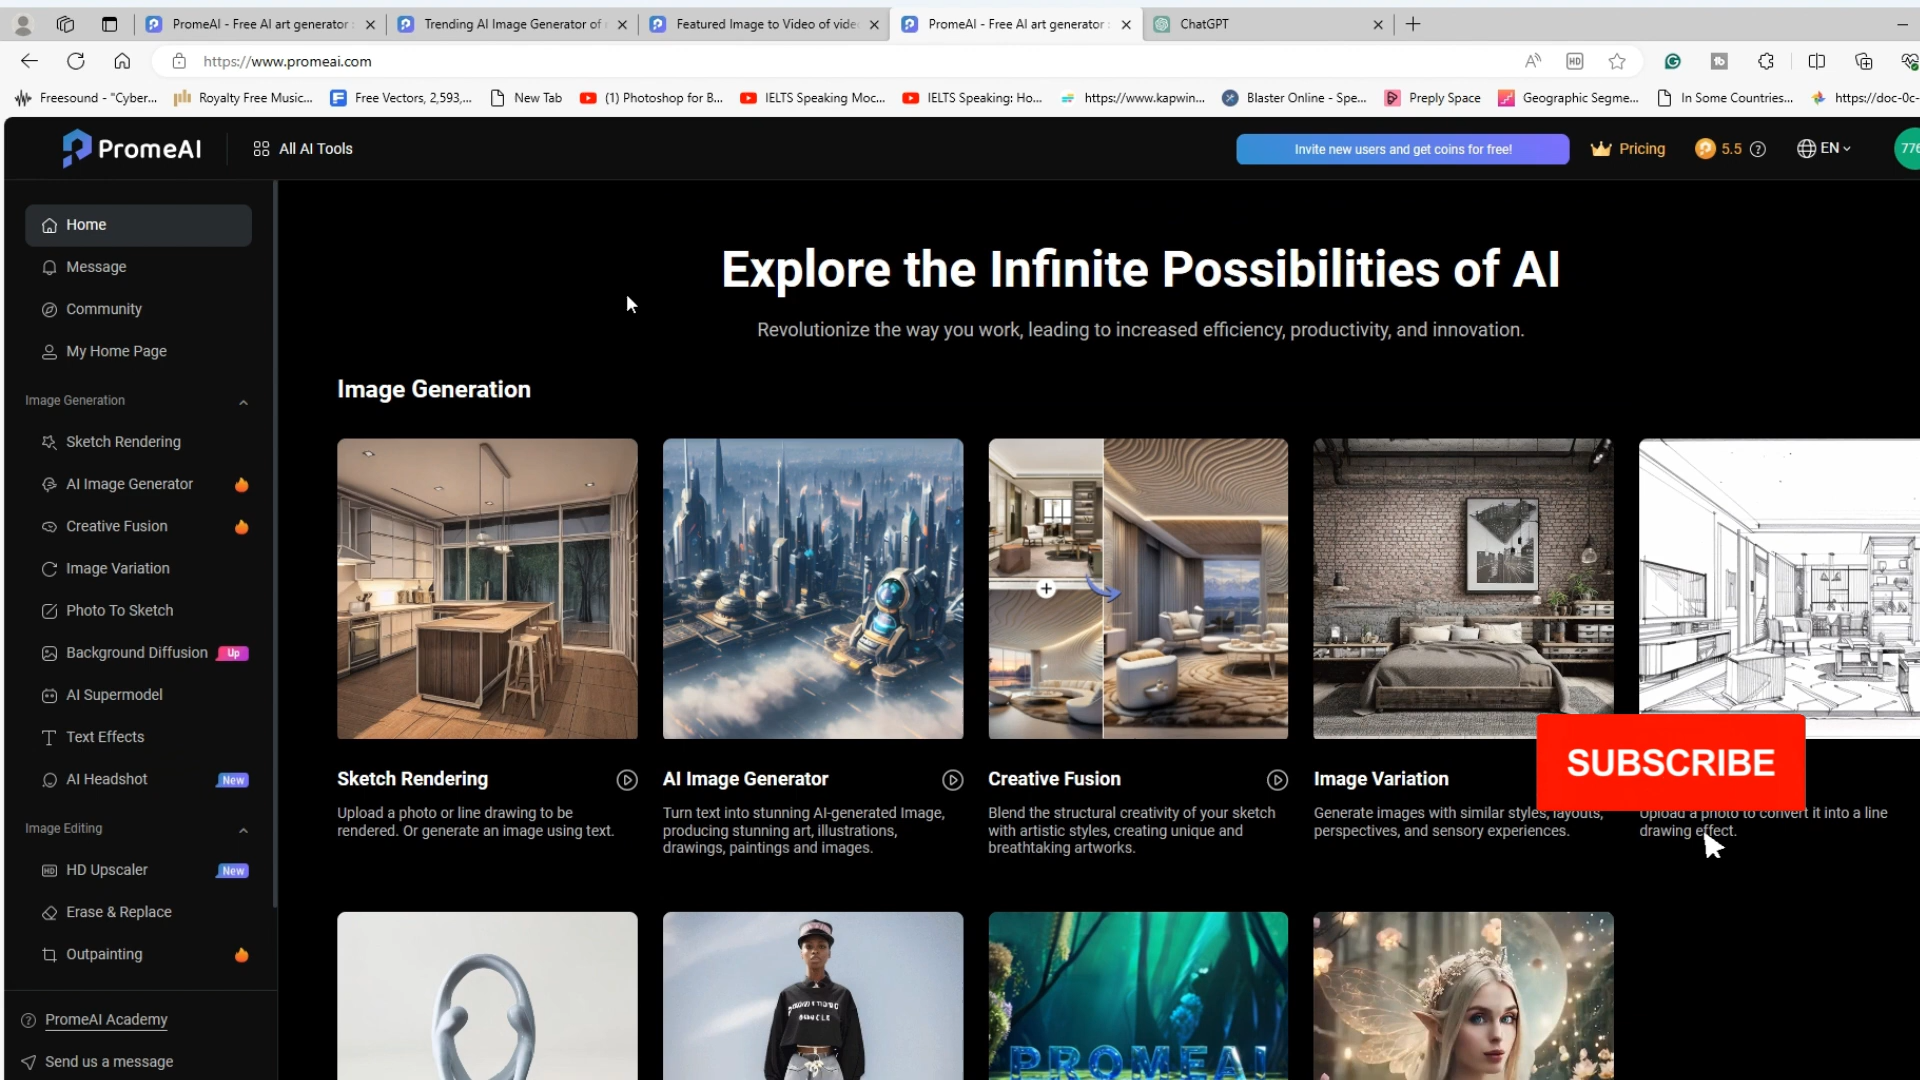 PromeAI - Free AI art generator :
Trending AI Image Generator of
Featured Image to Video of vide
PromeAI - Free AI art generator :
ChatGPT
https://www.promeai.com
HD
Freesound - "Cyber...
Royalty Free Music...
Free Vectors, 2,593,...
New Tab
(1) Photoshop for B...
IELTS Speaking Moc...
IELTS Speaking: Ho...
https://www.kapwin...
Blaster Online - Spe...
Preply Space
Geographic Segme...
In Some Countries...
https://doc-0c-
PromeAI
All AI Tools
Invite new users and get coins for free!
Pricing
5.5
EN
776
Home
Message
Community
My Home Page
Image Generation
Sketch Rendering
AI Image Generator
Creative Fusion
Image Variation
Photo To Sketch
Background Diffusion Up
AI Supermodel
Text Effects
AI Headshot New
Image Editing
HD Upscaler New
Erase & Replace
Outpainting
PromeAI Academy
Send us a message
Explore the Infinite Possibilities of AI
Revolutionize the way you work, leading to increased efficiency, productivity, and innovation.
Image Generation
Sketch Rendering
Upload a photo or line drawing to be
rendered. Or generate an image using text.
AI Image Generator
Turn text into stunning AI-generated Image,
producing stunning art, illustrations,
drawings, paintings and images.
Creative Fusion
Blend the structural creativity of your sketch
with artistic styles, creating unique and
breathtaking artworks.
Image Variation
Generate images with similar styles, layouts,
perspectives, and sensory experiences.
SUBSCRIBE
Upload a photo to convert it into a line
drawing effect.
PROMEAI